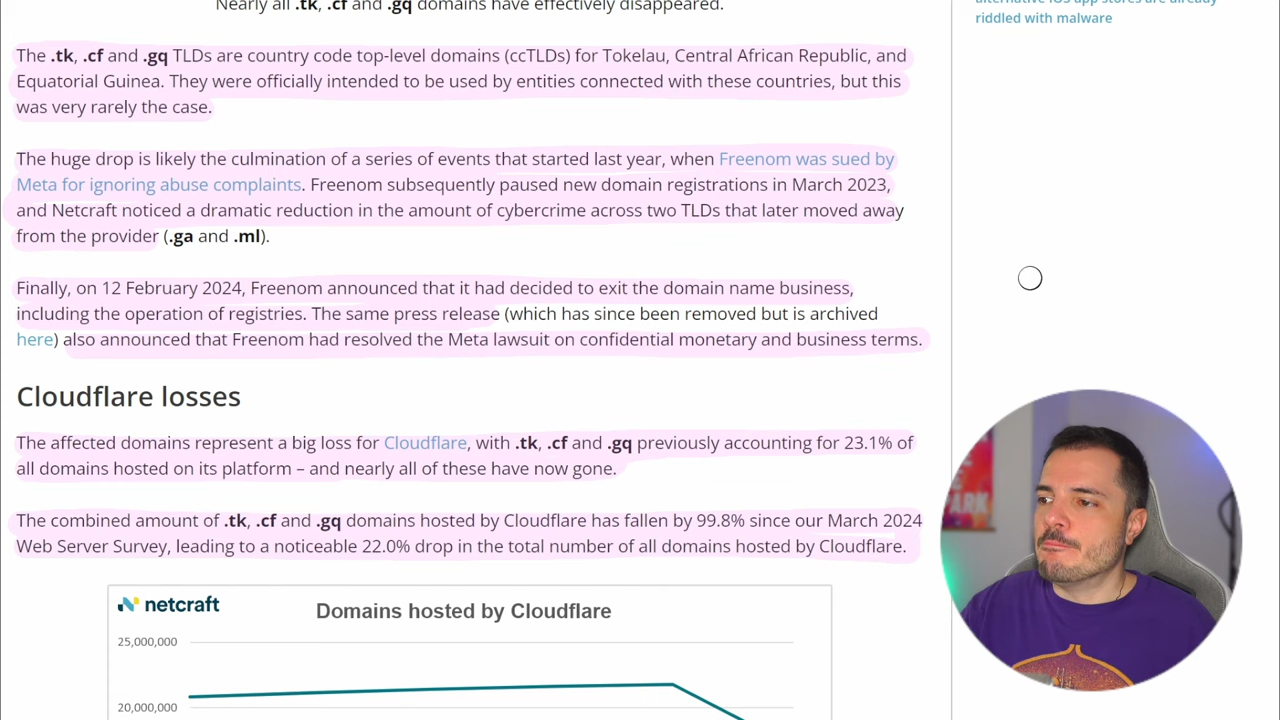 Nearly all .tk, .cf and .gq domains have effectively disappeared.
The .tk, .cf and .gq TLDs are country code top-level domains (ccTLDs) for Tokelau, Central African Republic, and
Equatorial Guinea. They were officially intended to be used by entities connected with these countries, but this
was very rarely the case.
The huge drop is likely the culmination of a series of events that started last year, when Freenom was sued by
Meta for ignoring abuse complaints. Freenom subsequently paused new domain registrations in March 2023,
and Netcraft noticed a dramatic reduction in the amount of cybercrime across two TLDs that later moved away
from the provider (.ga and .ml).
Finally, on 12 February 2024, Freenom announced that it had decided to exit the domain name business,
including the operation of registries. The same press release (which has since been removed but is archived
here) also announced that Freenom had resolved the Meta lawsuit on confidential monetary and business terms.
Cloudflare losses
The affected domains represent a big loss for Cloudflare, with .tk, .cf and .gq previously accounting for 23.1% of
all domains hosted on its platform – and nearly all of these have now gone.
The combined amount of .tk, .cf and .gq domains hosted by Cloudflare has fallen by 99.8% since our March 2024
Web Server Survey, leading to a noticeable 22.0% drop in the total number of all domains hosted by Cloudflare.
netcraft
Domains hosted by Cloudflare
25,000,000
20,000,000
alternative iOS app stores are already
riddled with malware